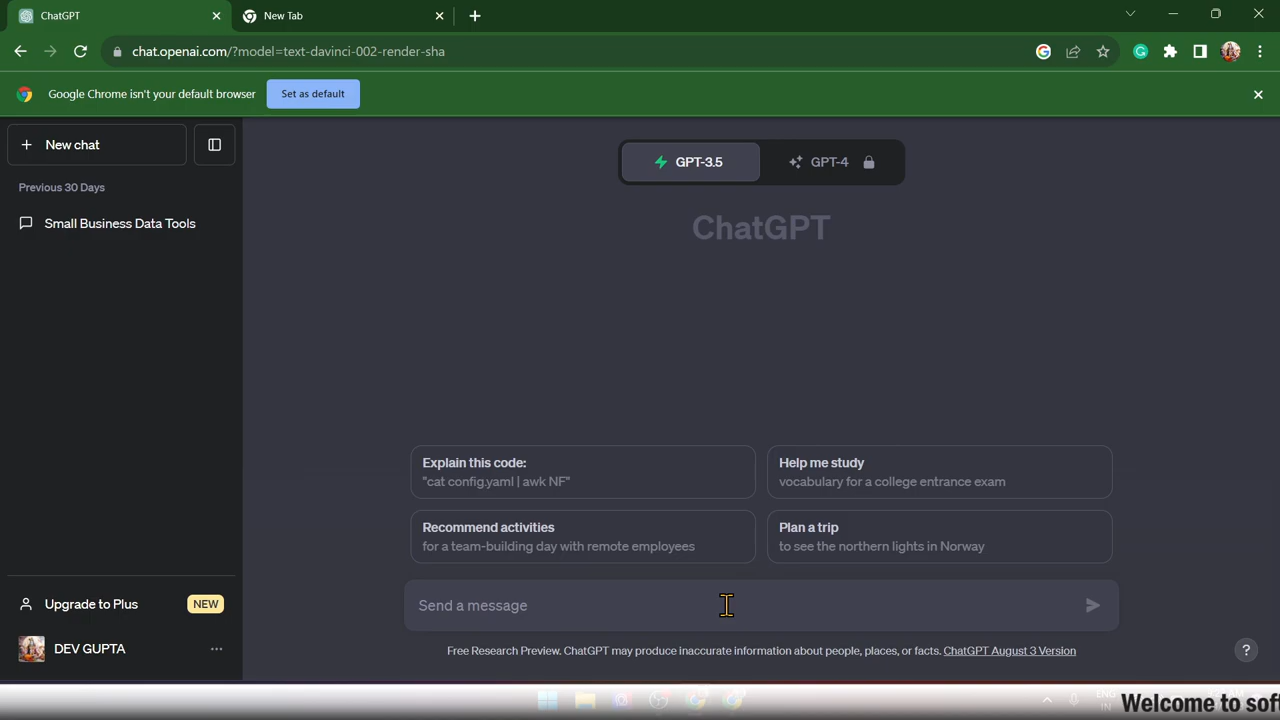 ChatGPT
New Tab
chat.openai.com/?model=text-davinci-002-render-sha
Google Chrome isn't your default browser
Set as default
New chat
GPT-3.5
GPT-4
Previous 30 Days
Small Business Data Tools
ChatGPT
Explain this code:
"cat config.yaml | awk NF"
Help me study
vocabulary for a college entrance exam
Recommend activities
for a team-building day with remote employees
Plan a trip
to see the northern lights in Norway
Upgrade to Plus
NEW
Send a message
DEV GUPTA
Free Research Preview. ChatGPT may produce inaccurate information about people, places, or facts. ChatGPT August 3 Version
?
ENG
IN
Welcome to sof